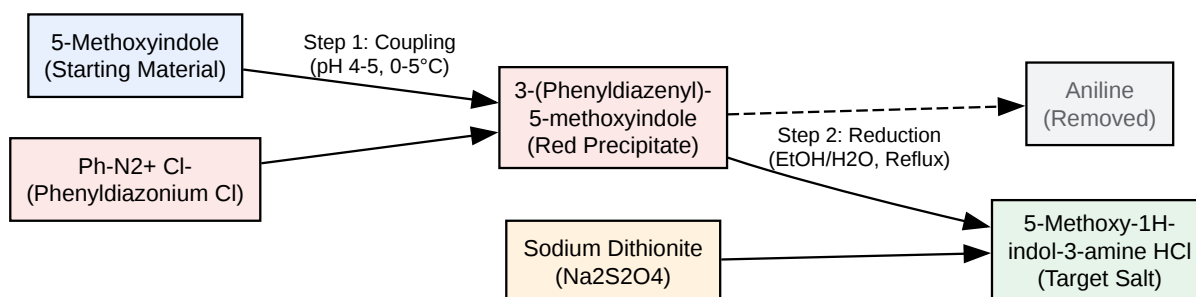 5-Methoxyindole
(Starting Material)
Step 1: Coupling
(pH 4-5, 0-5°C)
Ph-N2+ Cl-
(Phenyldiazonium Cl)
3-(Phenyldiazenyl)-
5-methoxyindole
(Red Precipitate)
Aniline
(Removed)
Step 2: Reduction
(EtOH/H2O, Reflux)
Sodium Dithionite
(Na2S2O4)
5-Methoxy-1H-
indol-3-amine HCl
(Target Salt)